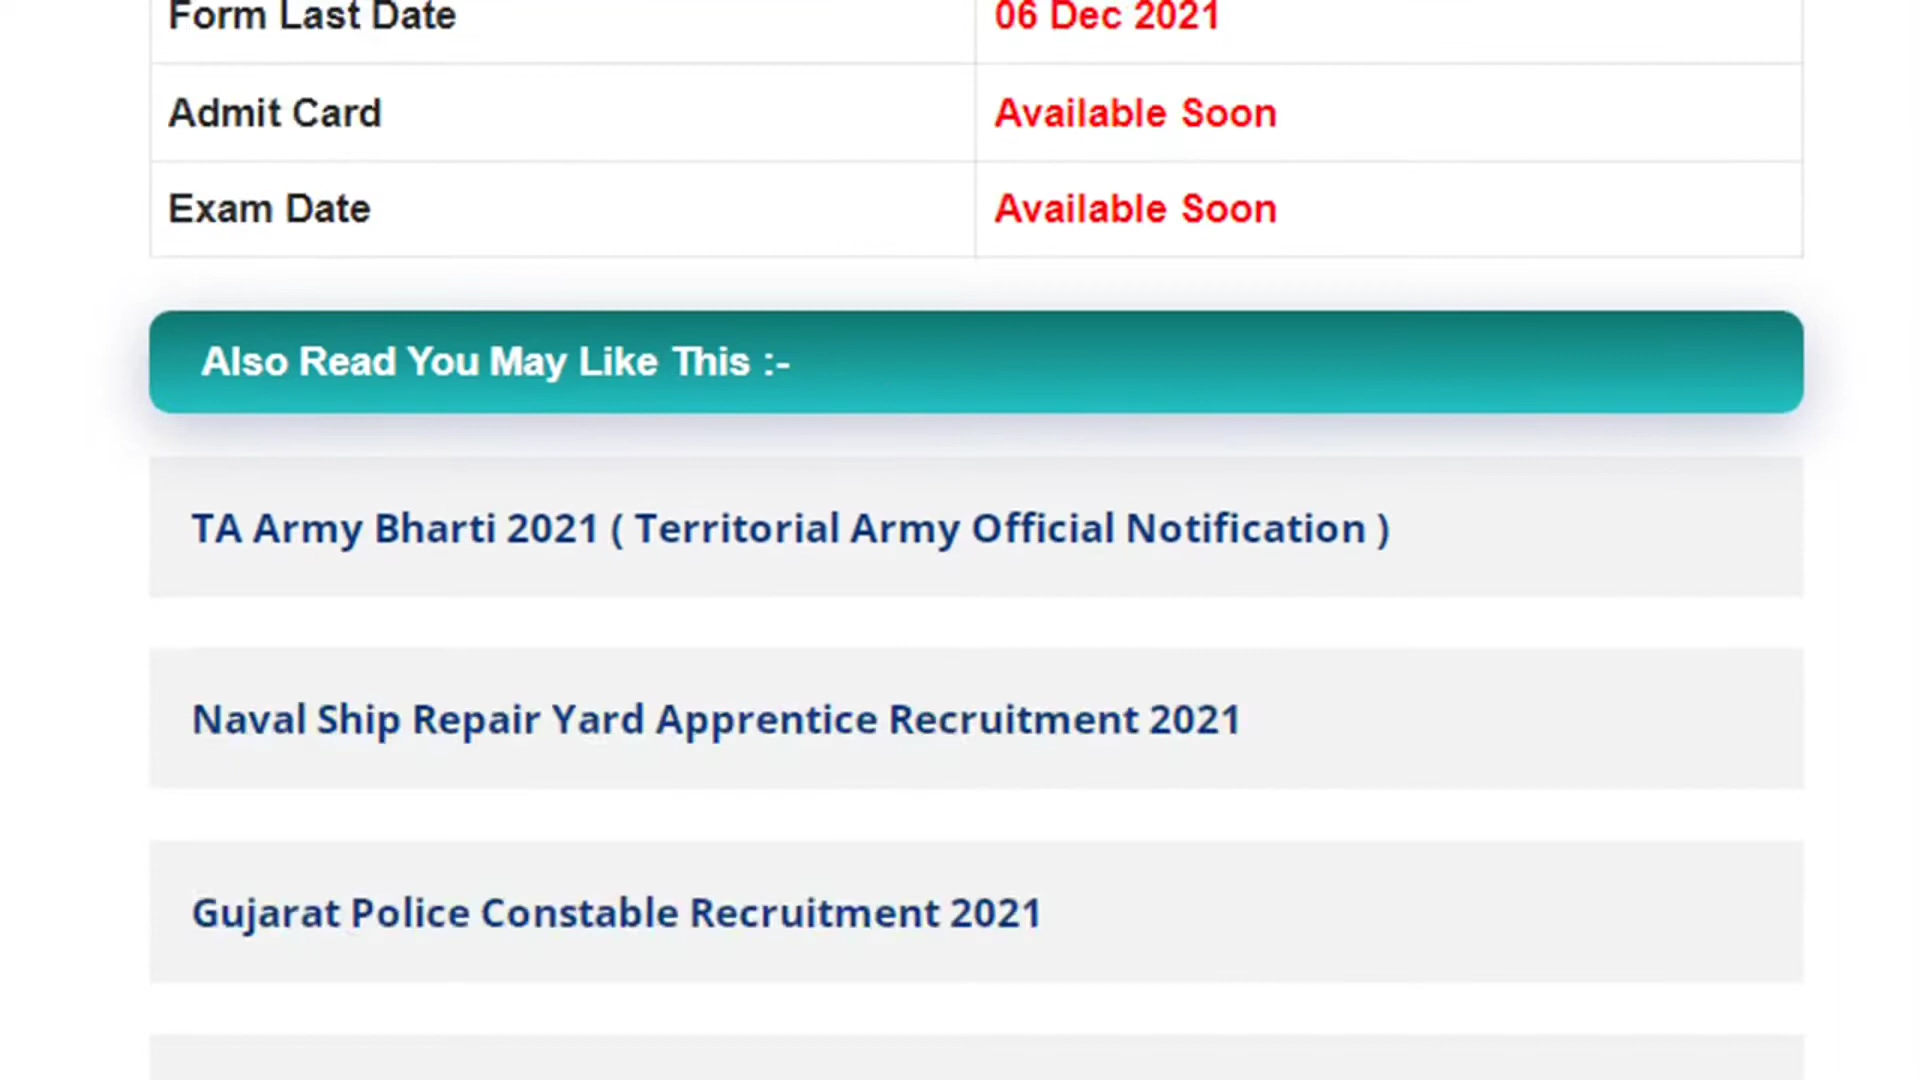 Form Last Date 06 Dec 2021
Admit Card Available Soon
Exam Date Available Soon
Also Read You May Like This :-
TA Army Bharti 2021 ( Territorial Army Official Notification )
Naval Ship Repair Yard Apprentice Recruitment 2021
Gujarat Police Constable Recruitment 2021